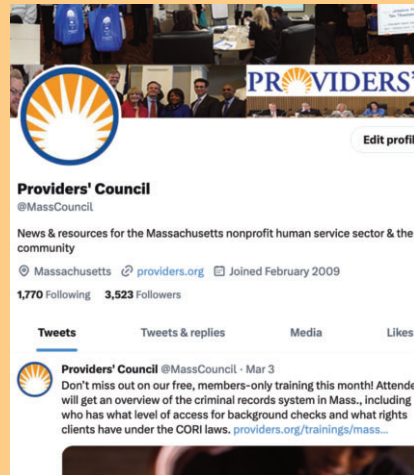 PROVIDERS'
Edit profil
Providers' Council
@MassCouncil
News & resources for the Massachusetts nonprofit human service sector & the
community
Massachusetts providers.org Joined February 2009
1,770 Following 3,523 Followers
Tweets Tweets & replies Media Likes
Providers' Council @MassCouncil · Mar 3
Don't miss out on our free, members-only training this month! Attende
will get an overview of the criminal records system in Mass., including
who has what level of access for background checks and what rights
clients have under the CORI laws. providers.org/trainings/mass...